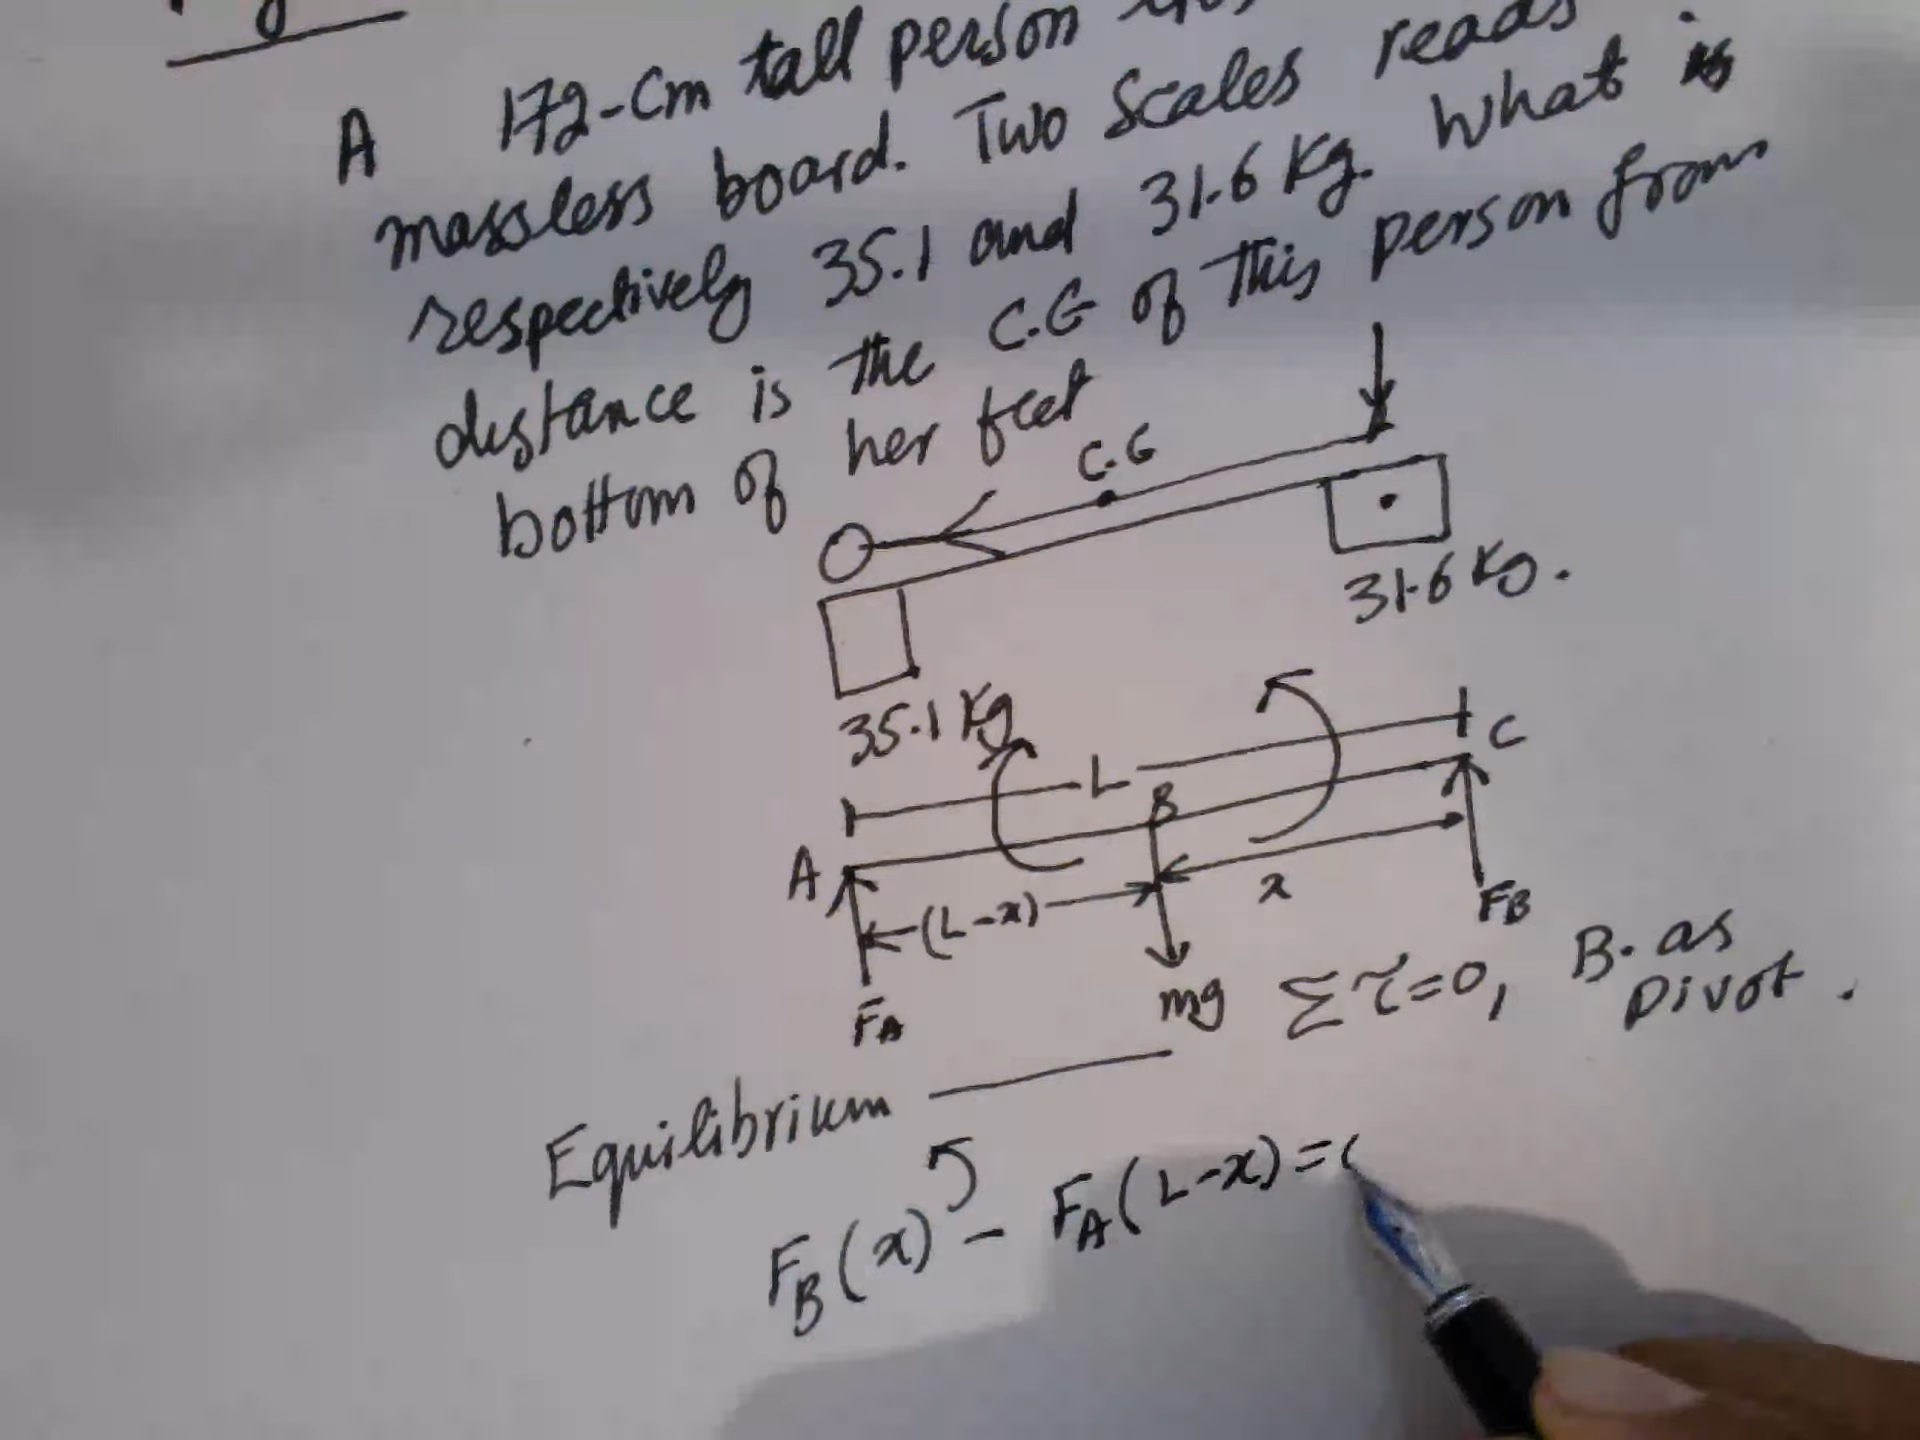 A 172-Cm tall person
massless board. Two Scales reads
respectively 35.1 and 31.6 Kg. What is
distance is the C.G of this person from
bottom of her feet
C.G
31.6 Kg.
35.1 Kg
L
C
B
A
(L-x)
x
FB
FA
mg
Στ=0, B. as
pivot.
Equilibrium
FB(x) - FA(L-x)=